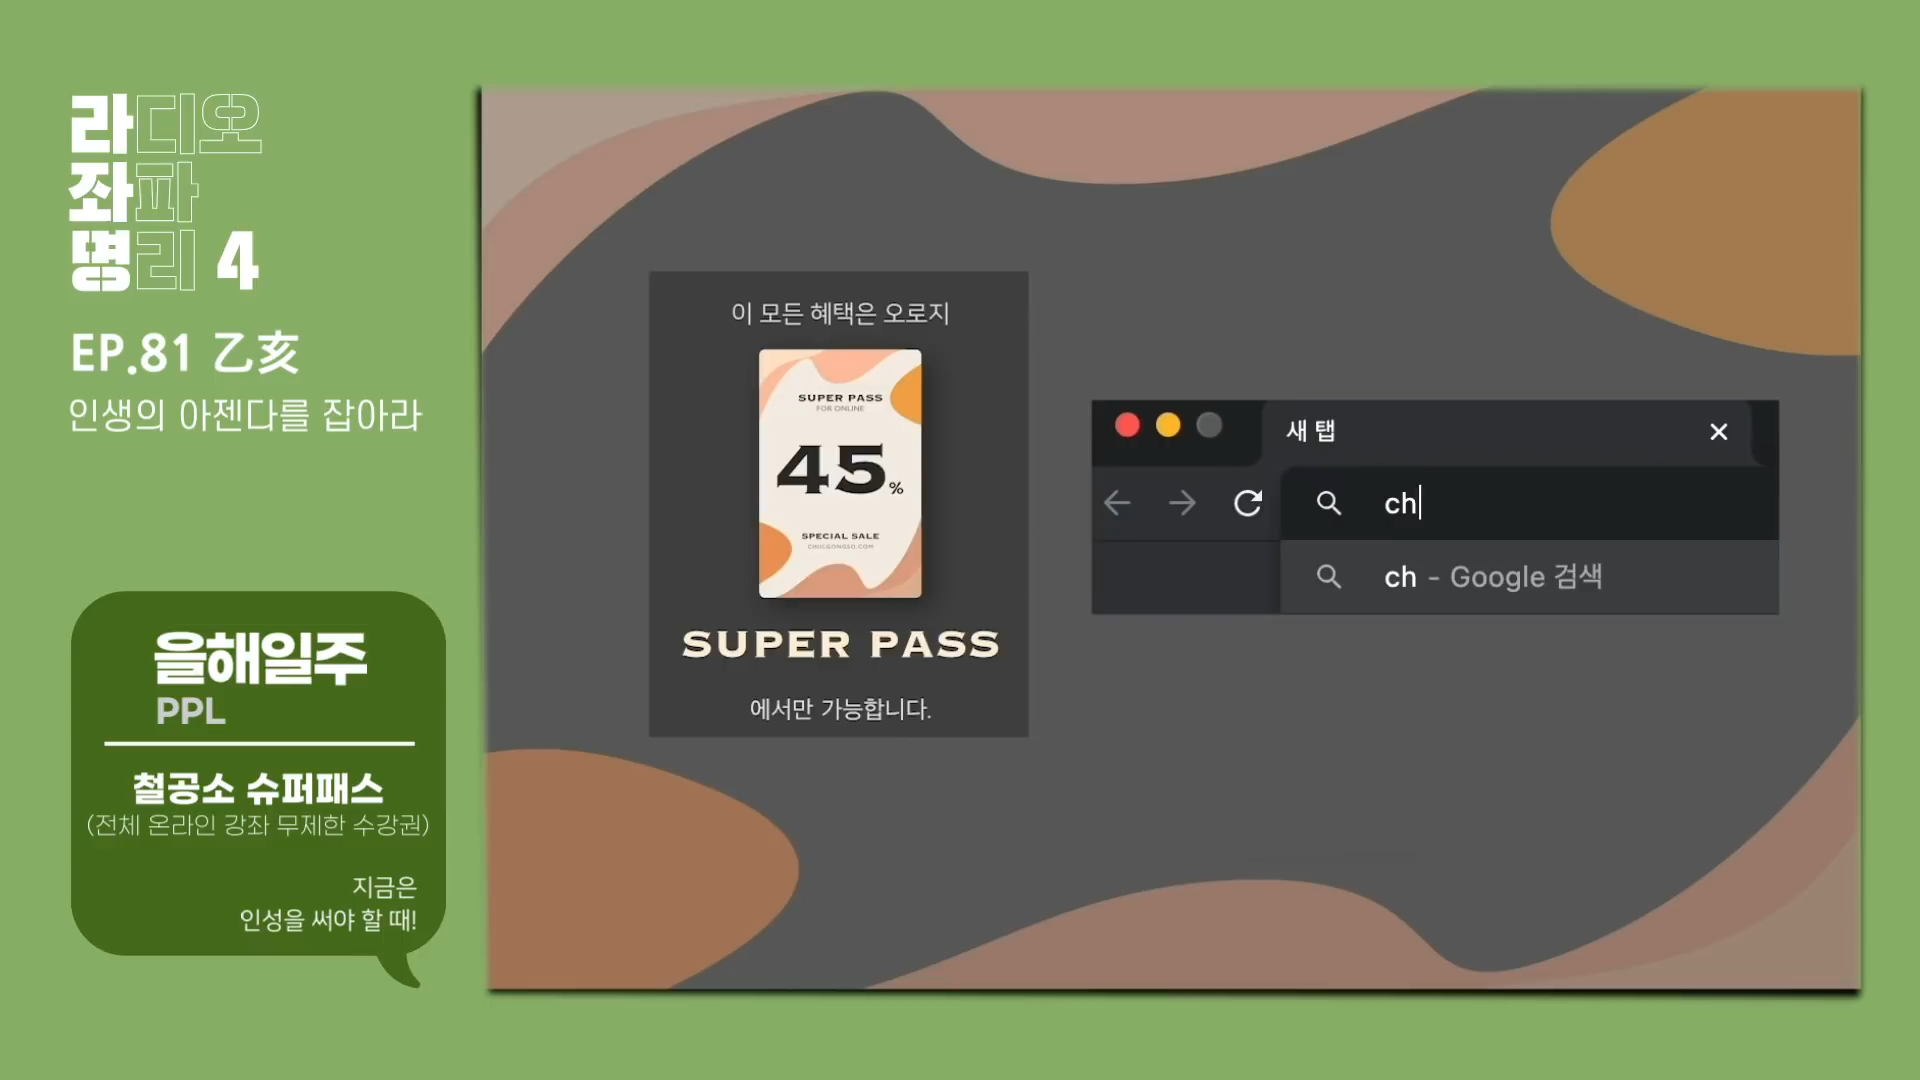 라디오
좌파
명리 4
EP.81 乙亥
인생의 아젠다를 잡아라
을해일주
PPL
철공소 슈퍼패스
(전체 온라인 강좌 무제한 수강권)
지금은
인성을 써야 할 때!
이 모든 혜택은 오로지
SUPER PASS
FOR ONLINE
45%
SPECIAL SALE
CHULGONGSO.COM
SUPER PASS
에서만 가능합니다.
새 탭
ch
ch - Google 검색